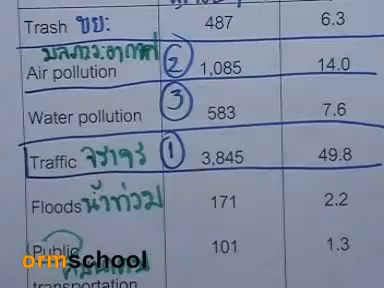 Trash ขยะ 487 6.3
มลภาวะอากาศ
Air pollution ② 1,085 14.0
Water pollution ③ 583 7.6
Traffic จราจร ① 3,845 49.8
Floods น้ำท่วม 171 2.2
Public 101 1.3
ormschool
transportation